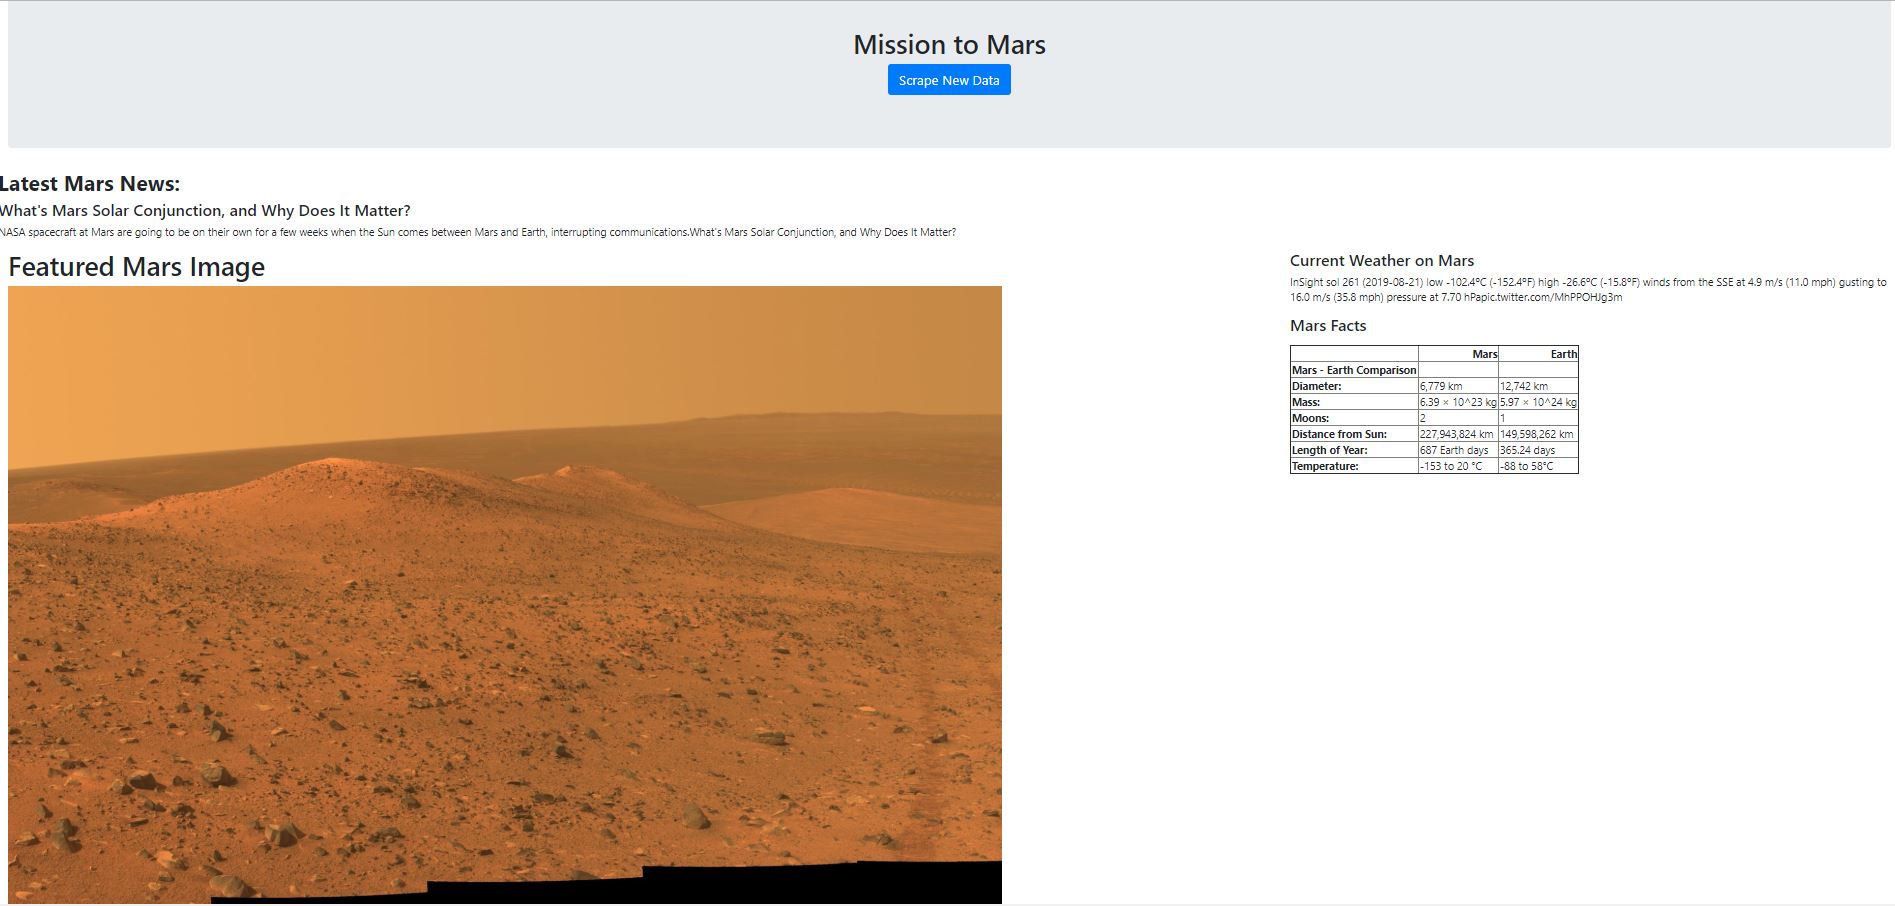 Mission to Mars
Scrape New Data
Latest Mars News:
What's Mars Solar Conjunction, and Why Does It Matter?
NASA spacecraft at Mars are going to be on their own for a few weeks when the Sun comes between Mars and Earth, interrupting communications.What's Mars Solar Conjunction, and Why Does It Matter?
Featured Mars Image
Current Weather on Mars
InSight sol 261 (2019-08-21) low -102.4ºC (-152.4ºF) high -26.6ºC (-15.8ºF) winds from the SSE at 4.9 m/s (11.0 mph) gusting to
16.0 m/s (35.8 mph) pressure at 7.70 hPapic.twitter.com/MhPPOHJg3m
Mars Facts
Mars Earth
Mars - Earth Comparison
Diameter: 6,779 km 12,742 km
Mass: 6.39 × 10^23 kg 5.97 × 10^24 kg
Moons: 2 1
Distance from Sun: 227,943,824 km 149,598,262 km
Length of Year: 687 Earth days 365.24 days
Temperature: -153 to 20 °C -88 to 58°C